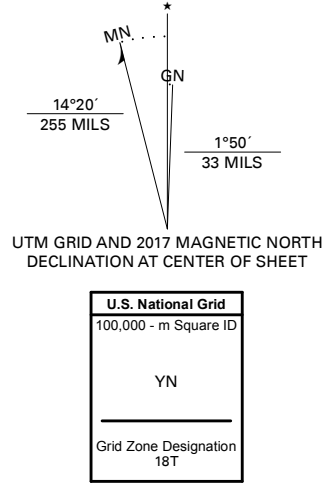 ★
MN
GN
14°20´
255 MILS
1°50´
33 MILS
UTM GRID AND 2017 MAGNETIC NORTH
DECLINATION AT CENTER OF SHEET
U.S. National Grid
100,000 - m Square ID
YN
Grid Zone Designation
18T